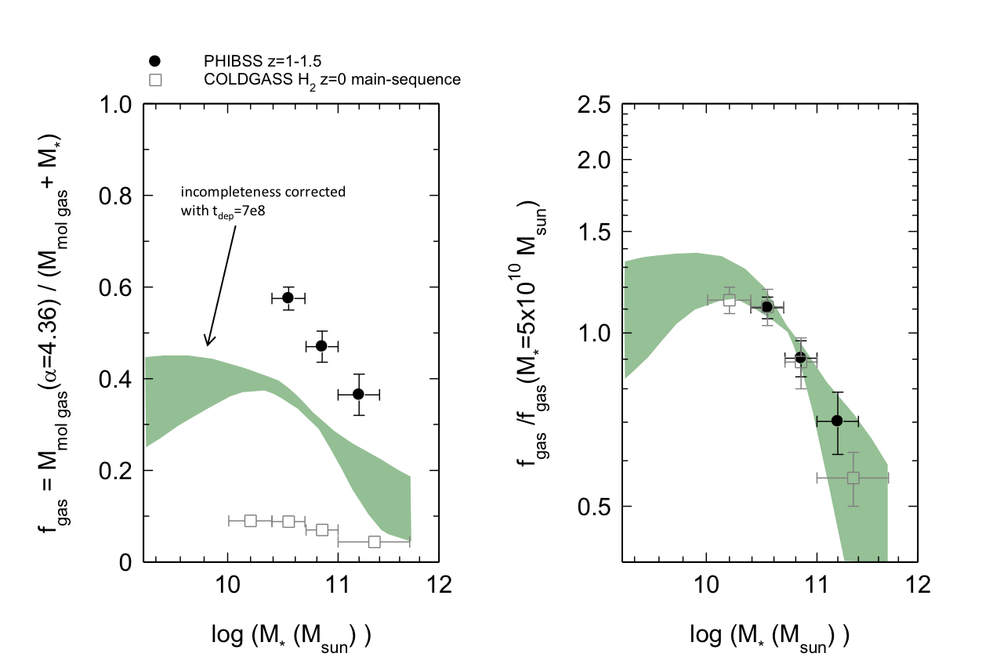 PHIBSS z=1-1.5
COLDGASS H2 z=0 main-sequence
fgas = Mmol gas(α=4.36) / (Mmol gas + M*)
1.0
0.8
0.6
0.4
0.2
0
incompleteness corrected
with tdep=7e8
10 11 12
log (M* (Msun) )
fgas /fgas(M*=5x10^10 Msun)
2.5
2.0
1.5
1.0
0.5
10 11 12
log (M* (Msun) )